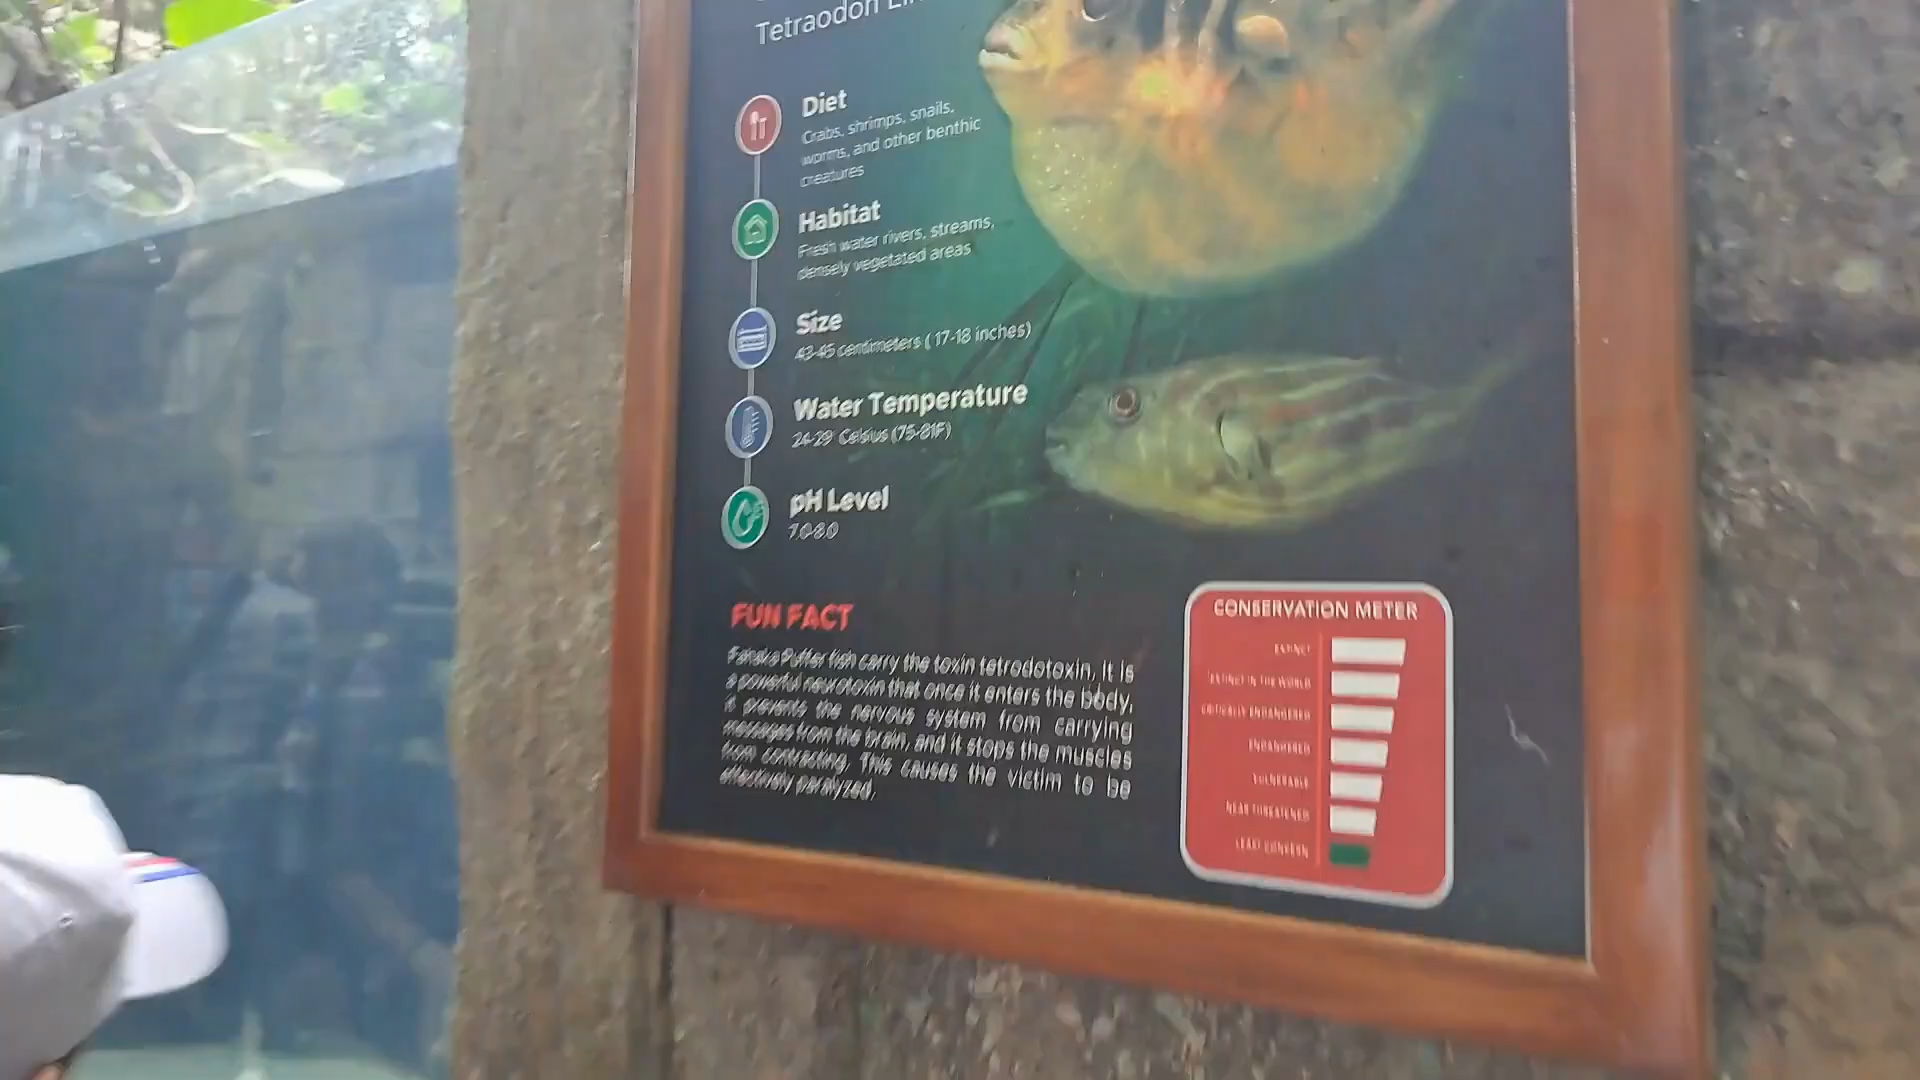 Tetraodon
Diet
Crabs, shrimps, snails,
worms, and other benthic
creatures
Habitat
Fresh water rivers, streams,
densely vegetated areas
Size
43-45 centimeters ( 17-18 inches)
Water Temperature
24-29° Celsius (75-81F)
pH Level
7.0-8.0
FUN FACT
Fahaka Puffer fish carry the toxin tetrodotoxin, it is
a powerful neurotoxin that once it enters the body,
it prevents the nervous system from carrying
messages from the brain, and it stops the muscles
from contracting. This causes the victim to be
effectively paralyzed.
CONSERVATION METER
EXTINCT
EXTINCT IN THE WORLD
CRITICALLY ENDANGERED
ENDANGERED
VULNERABLE
NEAR THREATENED
LEAST CONCERN